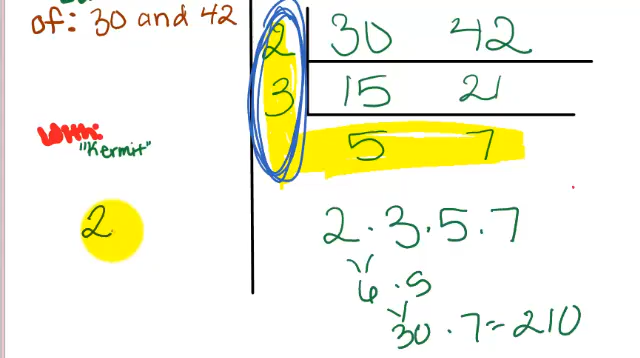 of: 30 and 42
2 30 42
3 15 21
5 7
with:
"Kermit"
2
2 · 3 · 5 · 7
6 · 5
30 · 7 = 210